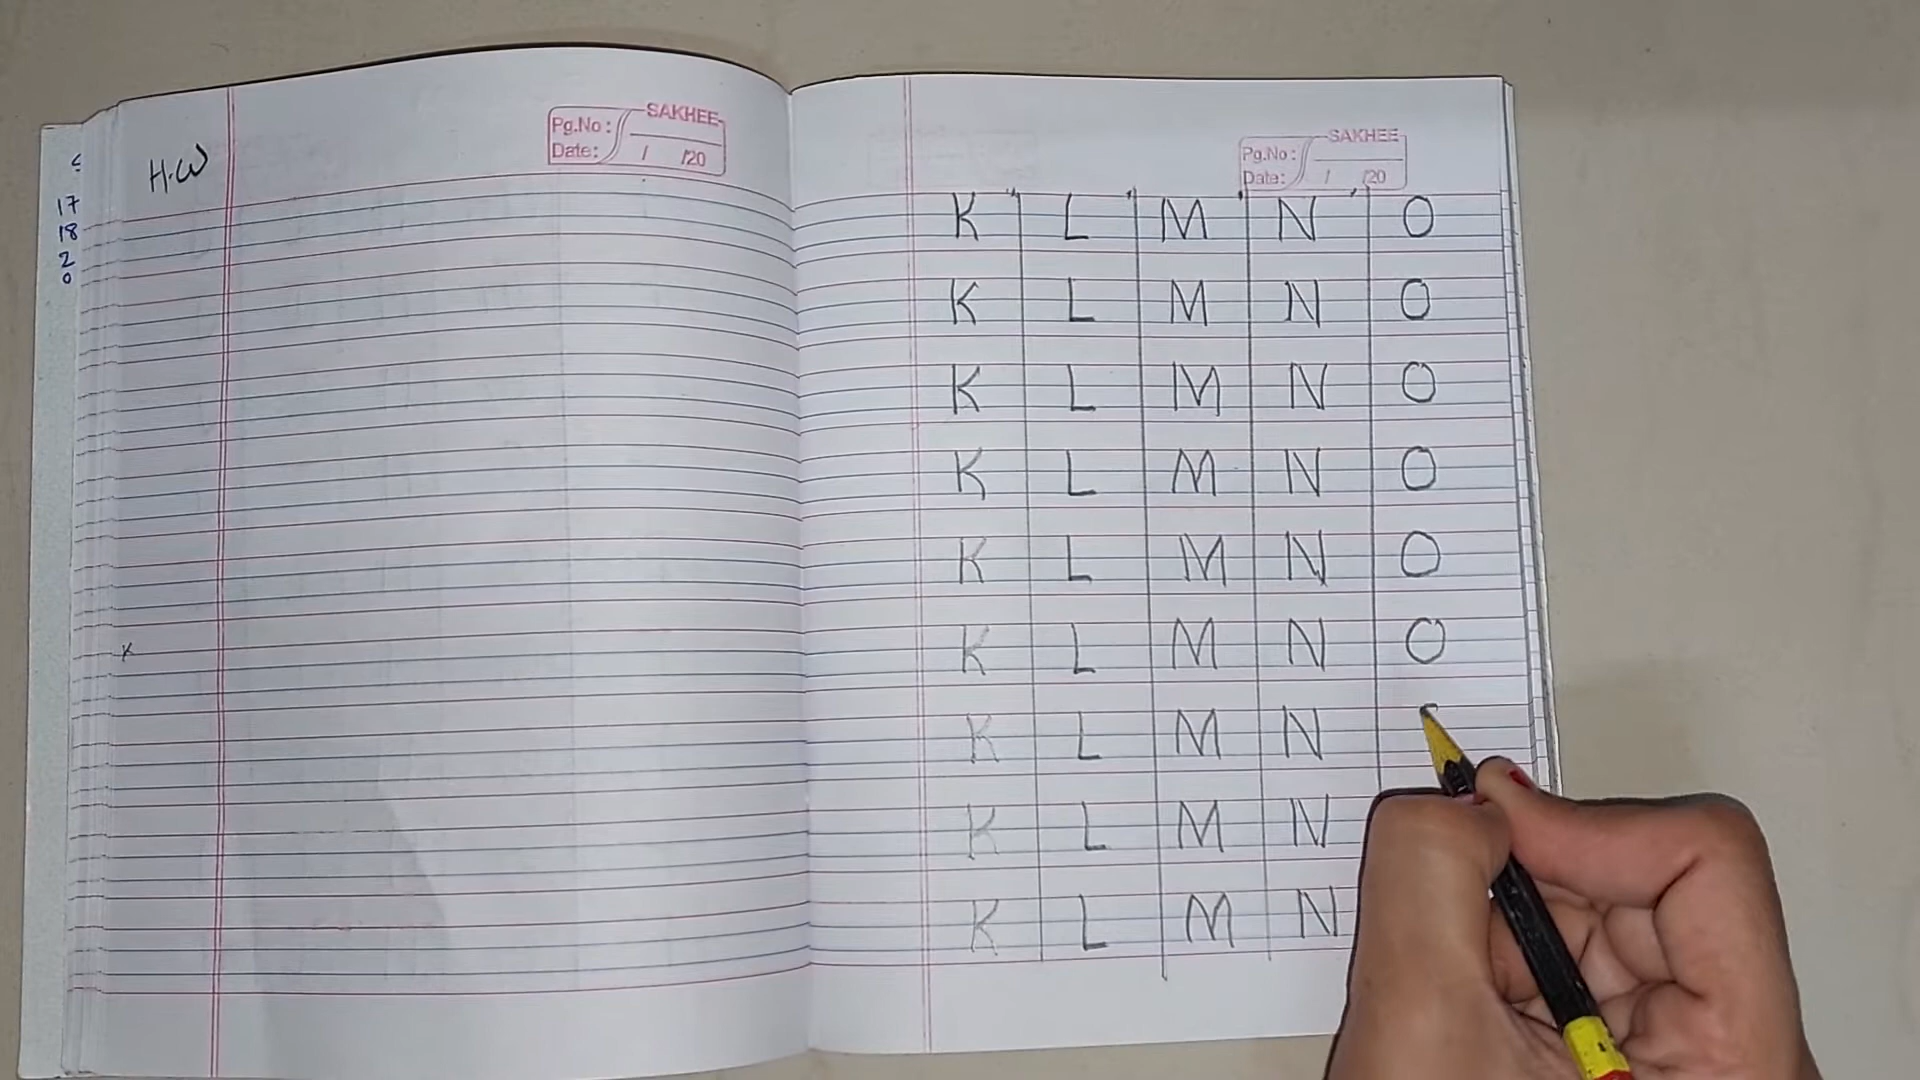 17
18
2
0
H.W
SAKHEE
Pg.No:
Date: / /20
x
SAKHEE
Pg.No:
Date: / /20
K L M N O
K L M N O
K L M N O
K L M N O
K L M N O
K L M N O
K L M N
K L M N
K L M N